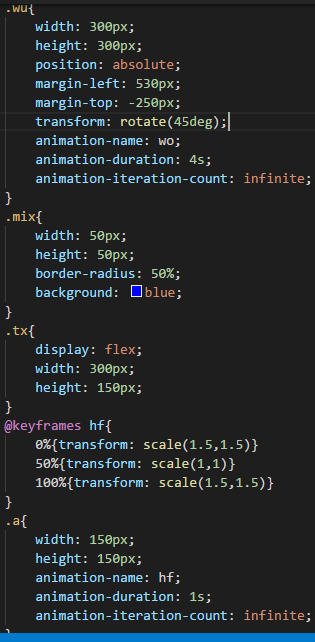 .wu{
    width: 300px;
    height: 300px;
    position: absolute;
    margin-left: 530px;
    margin-top: -250px;
    transform: rotate(45deg);
    animation-name: wo;
    animation-duration: 4s;
    animation-iteration-count: infinite;
}
.mix{
    width: 50px;
    height: 50px;
    border-radius: 50%;
    background: blue;
}
.tx{
    display: flex;
    width: 300px;
    height: 150px;
}
@keyframes hf{
    0%{transform: scale(1.5,1.5)}
    50%{transform: scale(1,1)}
    100%{transform: scale(1.5,1.5)}
}
.a{
    width: 150px;
    height: 150px;
    animation-name: hf;
    animation-duration: 1s;
    animation-iteration-count: infinite;
}